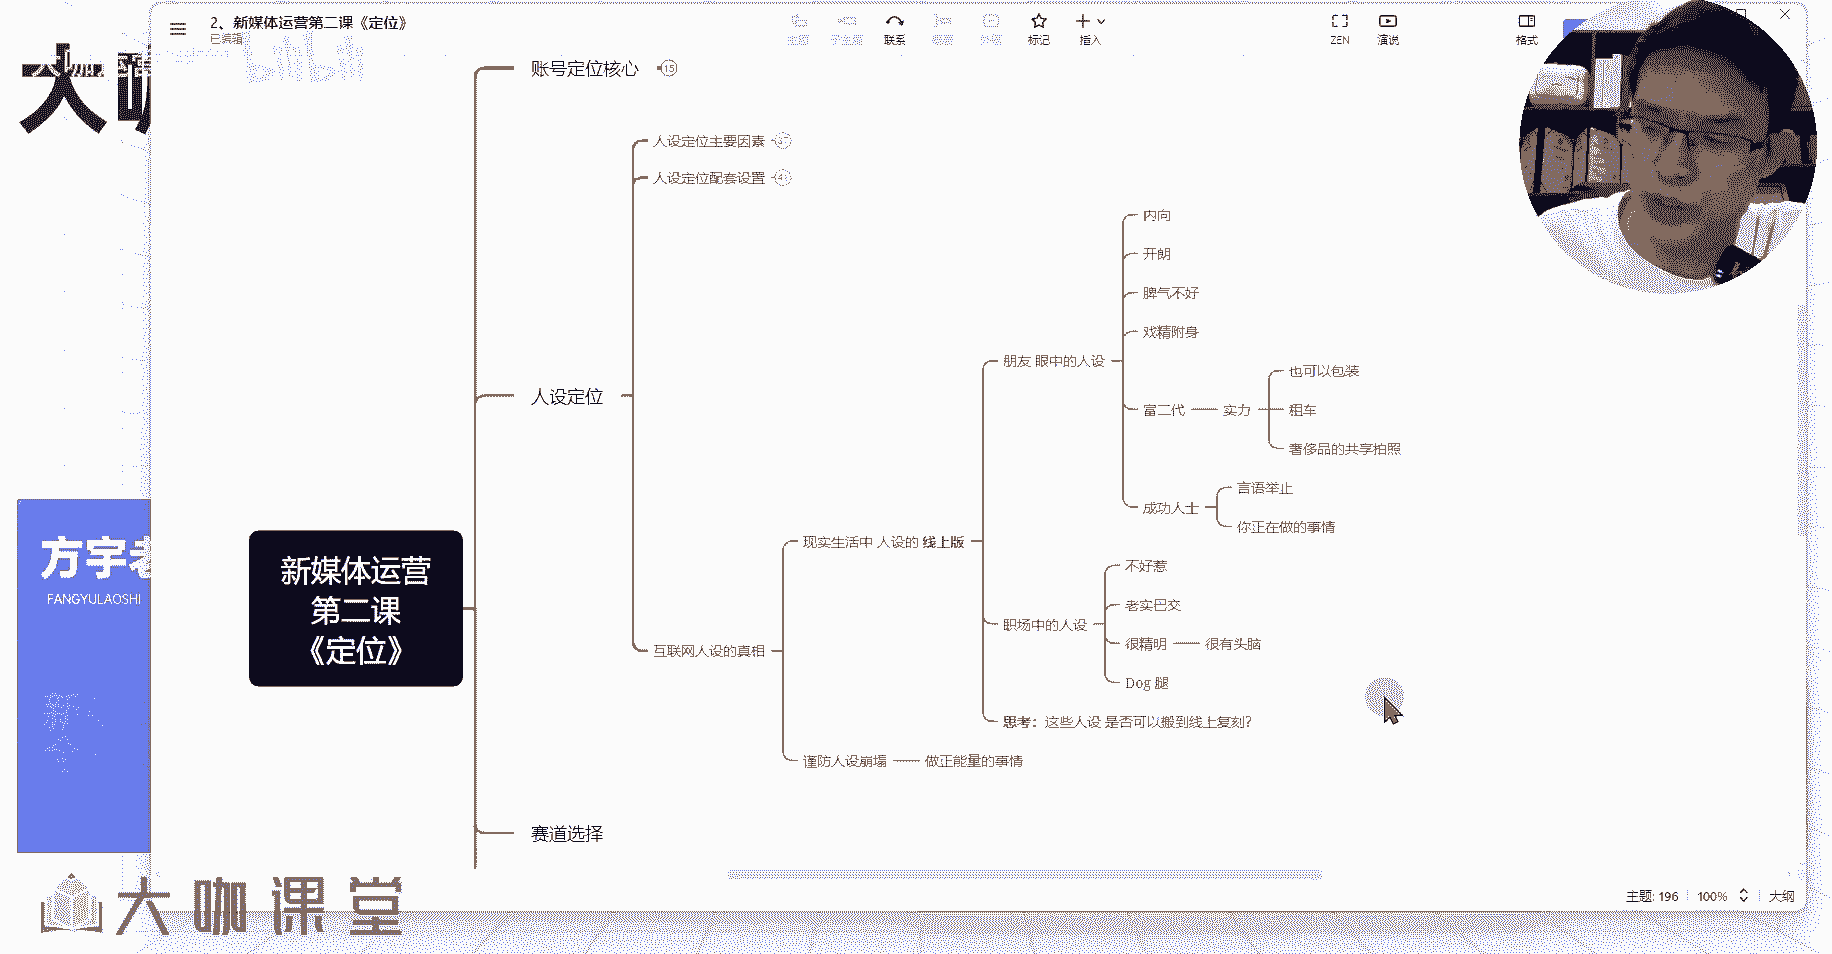 2、新媒体运营第二课《定位》
已编辑
联系
标记
插入
ZEN
演说
格式
bilibili
账号定位核心
15
人设定位主要因素
人设定位配套设置
内向
开朗
脾气不好
戏精附身
朋友 眼中的人设
也可以包装
人设定位
富二代
实力
租车
奢侈品的共享拍照
言语举止
成功人士
你正在做的事情
现实生活中 人设的 线上版
不好惹
老实巴交
职场中的人设
很精明
很有头脑
互联网人设的真相
Dog 腿
思考：这些人设 是否可以搬到线上复刻？
谨防人设崩塌
做正能量的事情
新媒体运营
第二课
《定位》
赛道选择
方宇老
FANGYULAOSHI
大咖课堂
主题: 196
100%
大纲